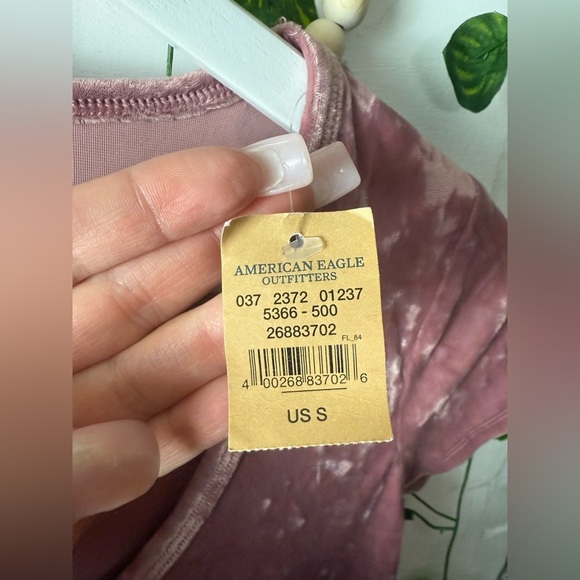 AMERICAN EAGLE
OUTFITTERS
037 2372 01237
5366 - 500
26883702
FL_84
4 00268 83702 6
US S